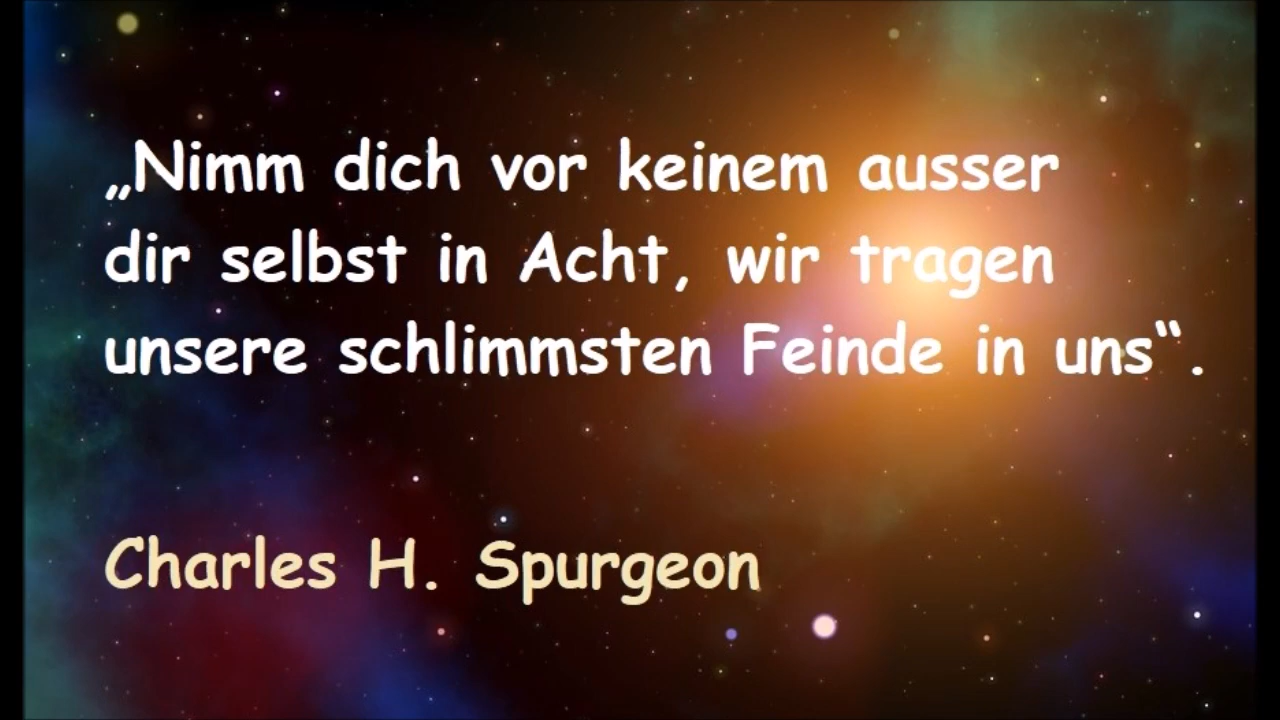 „Nimm dich vor keinem ausser
dir selbst in Acht, wir tragen
unsere schlimmsten Feinde in uns“.
Charles H. Spurgeon